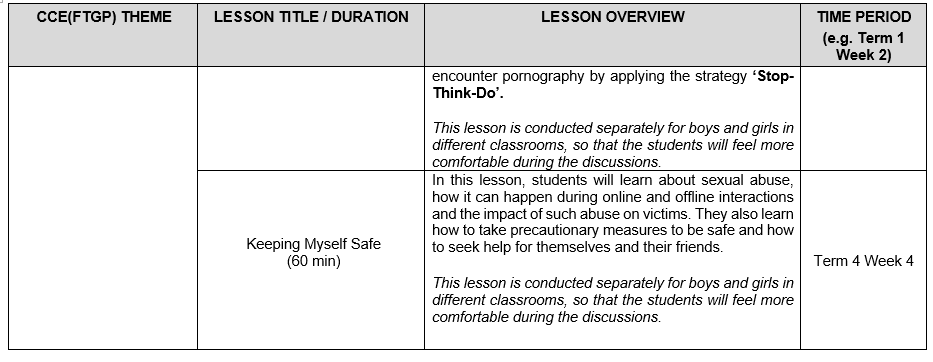 CCE(FTGP) THEME
LESSON TITLE / DURATION
LESSON OVERVIEW
TIME PERIOD
(e.g. Term 1
Week 2)
encounter pornography by applying the strategy ‘Stop-
Think-Do’.
This lesson is conducted separately for boys and girls in
different classrooms, so that the students will feel more
comfortable during the discussions.
Keeping Myself Safe
(60 min)
In this lesson, students will learn about sexual abuse,
how it can happen during online and offline interactions
and the impact of such abuse on victims. They also learn
how to take precautionary measures to be safe and how
to seek help for themselves and their friends.
This lesson is conducted separately for boys and girls in
different classrooms, so that the students will feel more
comfortable during the discussions.
Term 4 Week 4